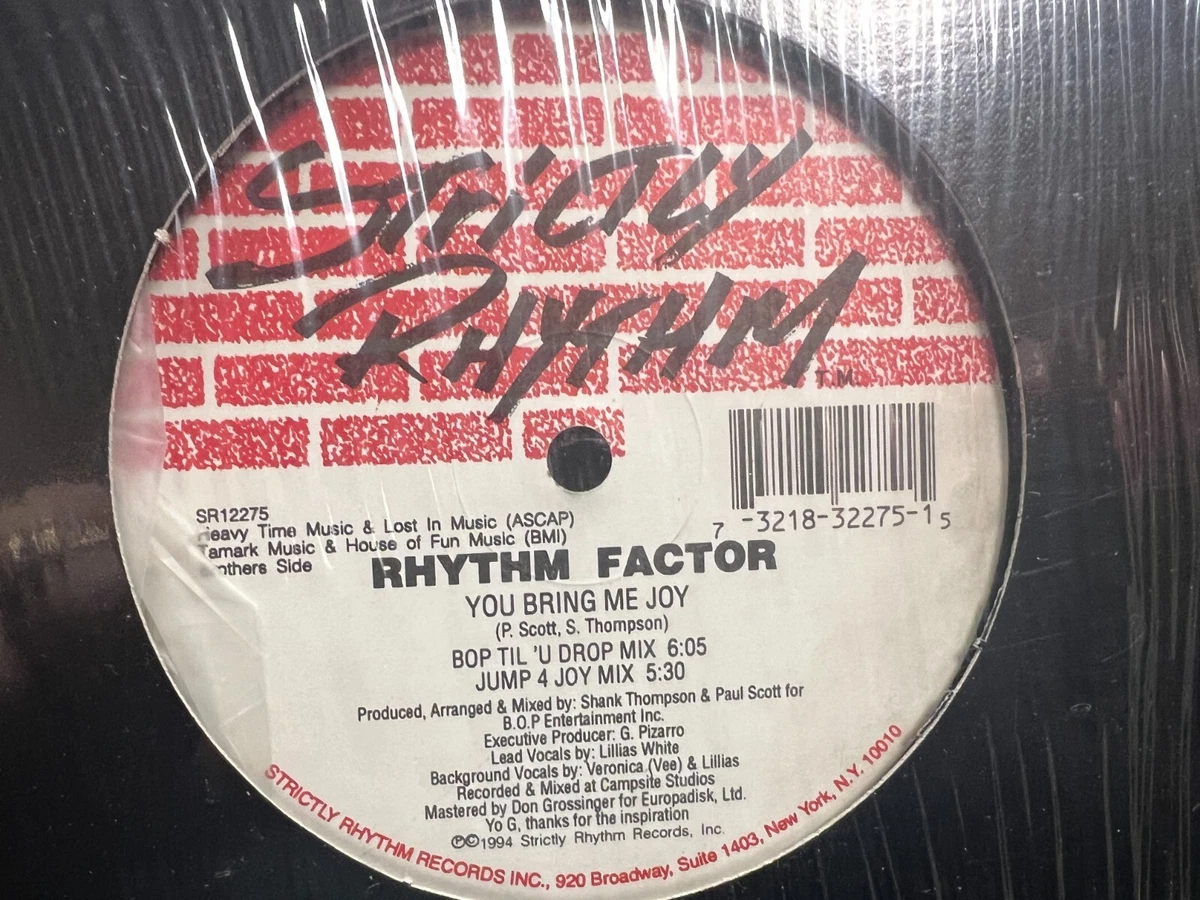 STRICTLY
RHYTHM
T.M.
7 -3218-32275-1 5
SR12275
Heavy Time Music & Lost In Music (ASCAP)
Tamark Music & House of Fun Music (BMI)
Side
RHYTHM FACTOR
YOU BRING ME JOY
(P. Scott, S. Thompson)
BOP TIL 'U DROP MIX 6:05
JUMP 4 JOY MIX 5:30
Produced, Arranged & Mixed by: Shank Thompson & Paul Scott for
B.O.P Entertainment Inc.
Executive Producer: G. Pizarro
Lead Vocals by: Lillias White
Background Vocals by: Veronica (Vee) & Lillias
Recorded & Mixed at Campsite Studios
Mastered by Don Grossinger for Europadisk, Ltd.
Yo G, thanks for the inspiration
℗©1994 Strictly Rhythm Records, Inc.
STRICTLY RHYTHM RECORDS INC., 920 Broadway, Suite 1403, New York, N.Y. 10010